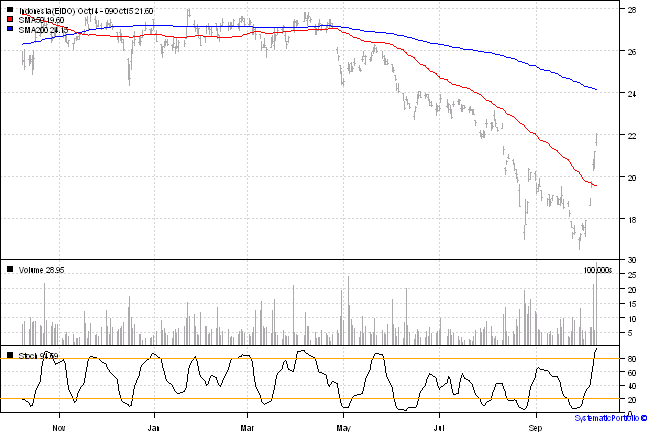 Indonesia (EIDO) Oct14 - 09Oct15 21.60
SMA50 19.60
SMA200 24.13
28
26
24
22
20
18
Volume 28.95
100,000s
30
25
20
15
10
5
80
60
40
20
0
Nov
Jan
Mar
May
Jul
Sep
SystematicPortfolio ©